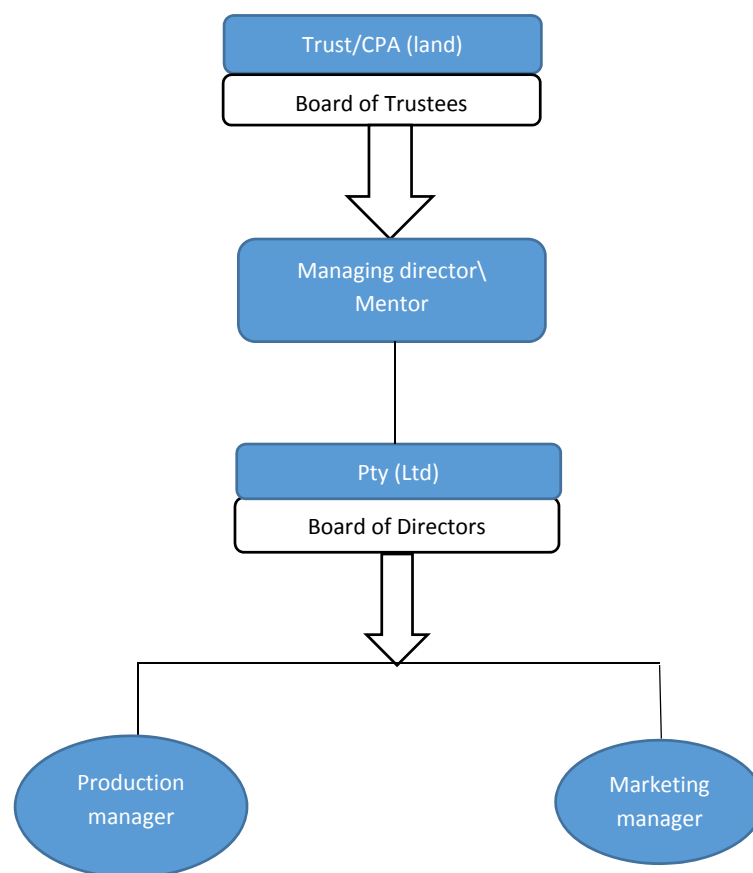 Trust/CPA (land)
Board of Trustees
Managing director\
Mentor
Pty (Ltd)
Board of Directors
Production
manager
Marketing
manager